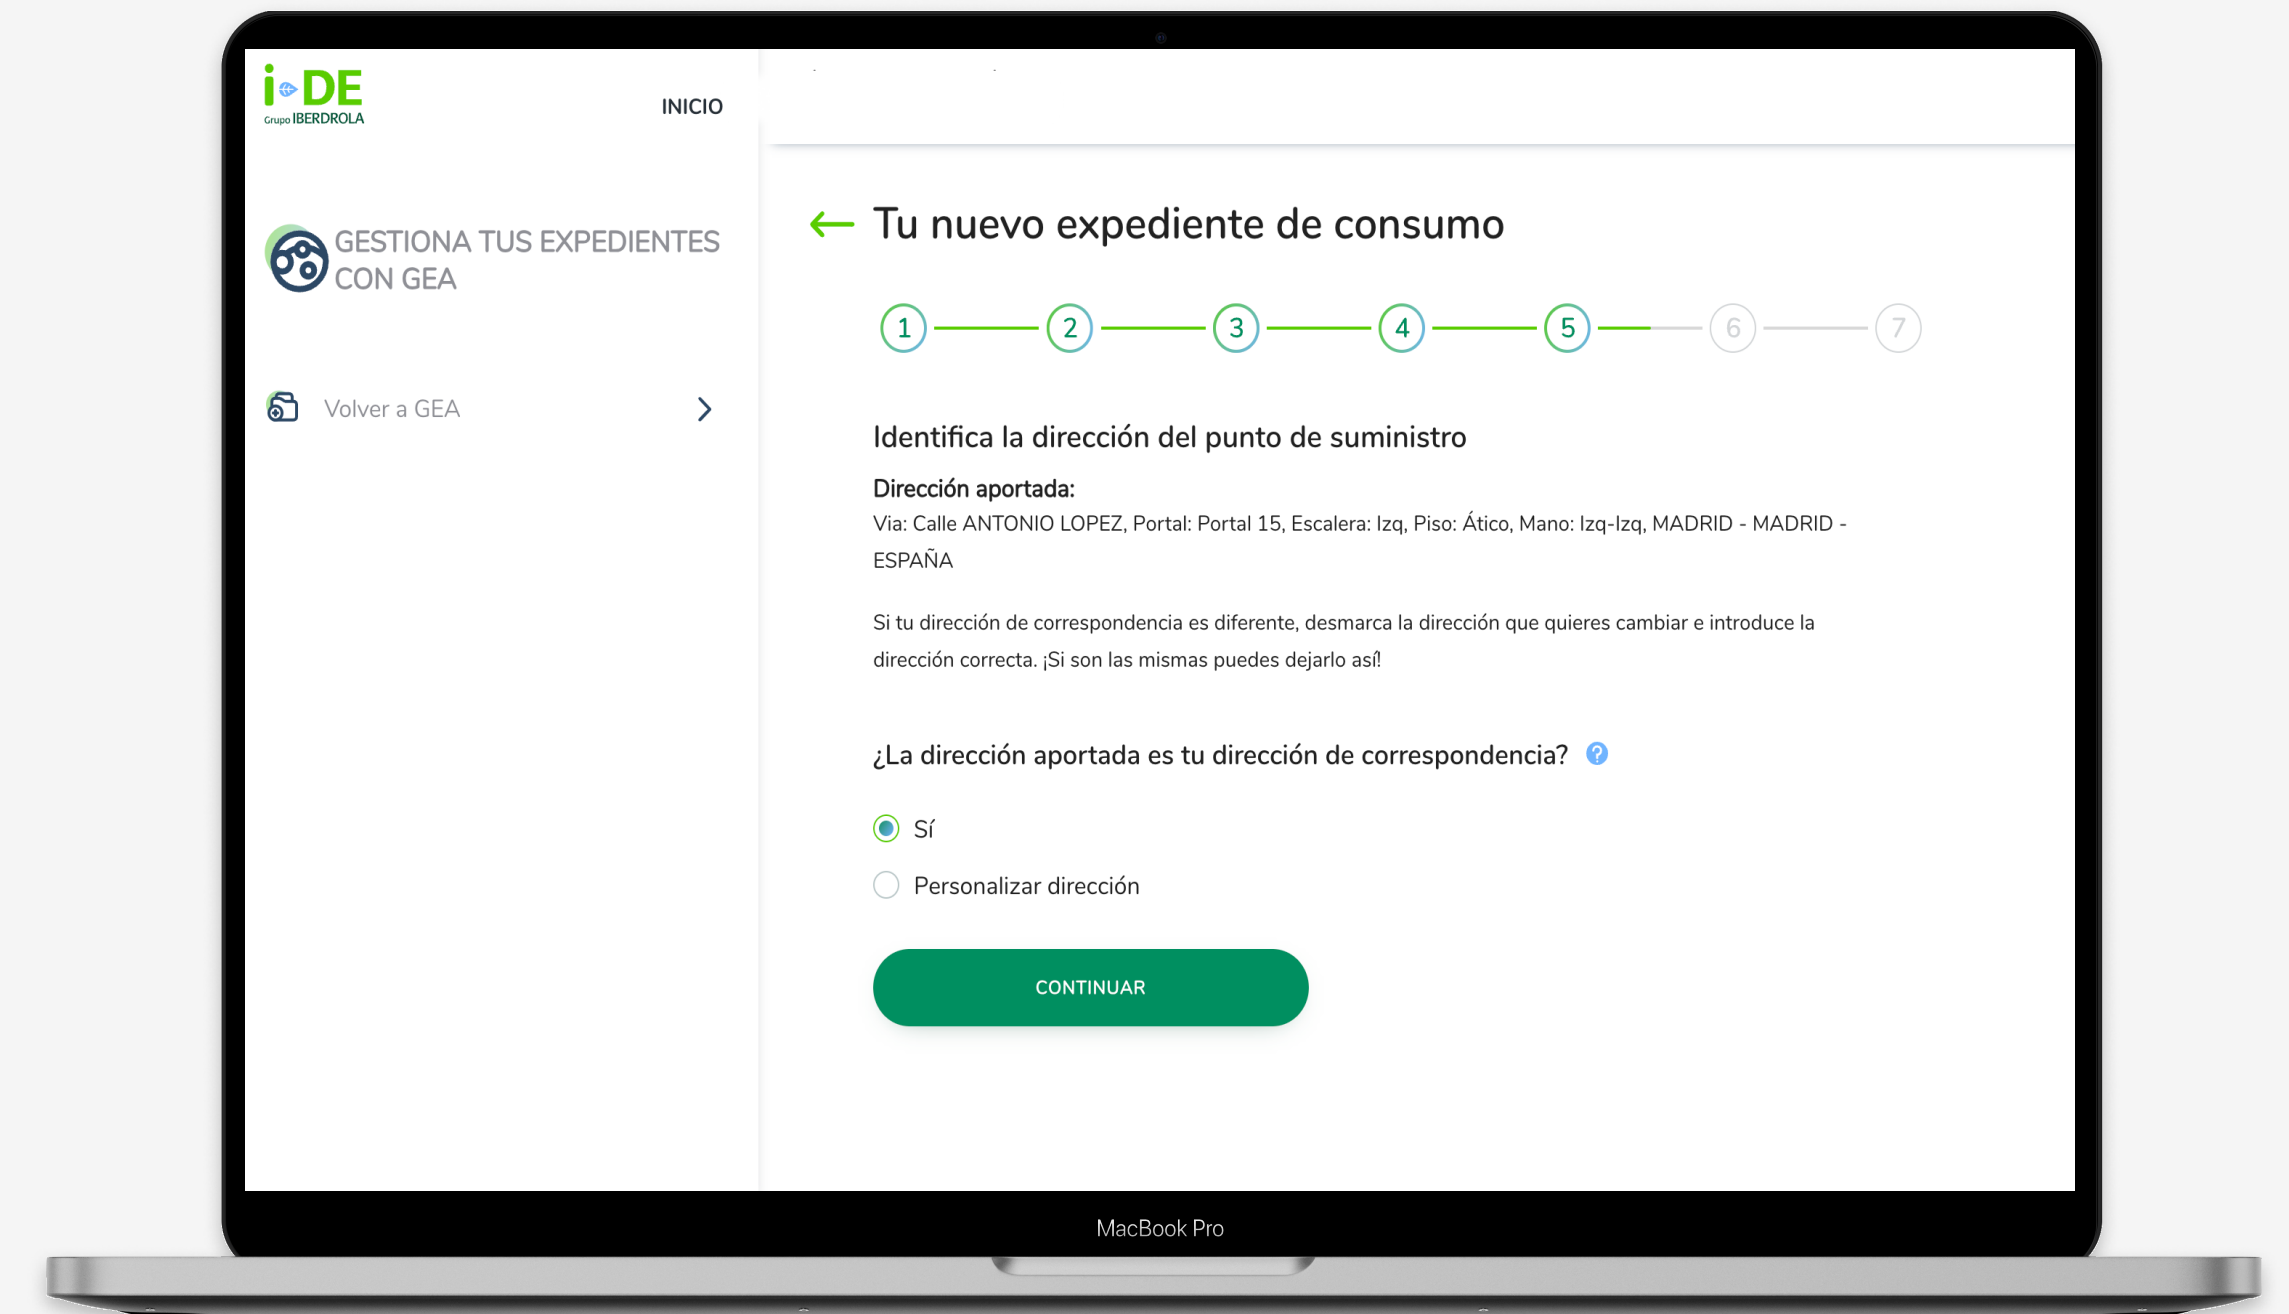 i-DE
Grupo IBERDROLA
INICIO
GESTIONA TUS EXPEDIENTES
CON GEA
Volver a GEA
Tu nuevo expediente de consumo
1 2 3 4 5 6 7
Identifica la dirección del punto de suministro
Dirección aportada:
Via: Calle ANTONIO LOPEZ, Portal: Portal 15, Escalera: Izq, Piso: Ático, Mano: Izq-Izq, MADRID - MADRID -
ESPAÑA
Si tu dirección de correspondencia es diferente, desmarca la dirección que quieres cambiar e introduce la
dirección correcta. ¡Si son las mismas puedes dejarlo así!
¿La dirección aportada es tu dirección de correspondencia? ?
Sí
Personalizar dirección
CONTINUAR
MacBook Pro